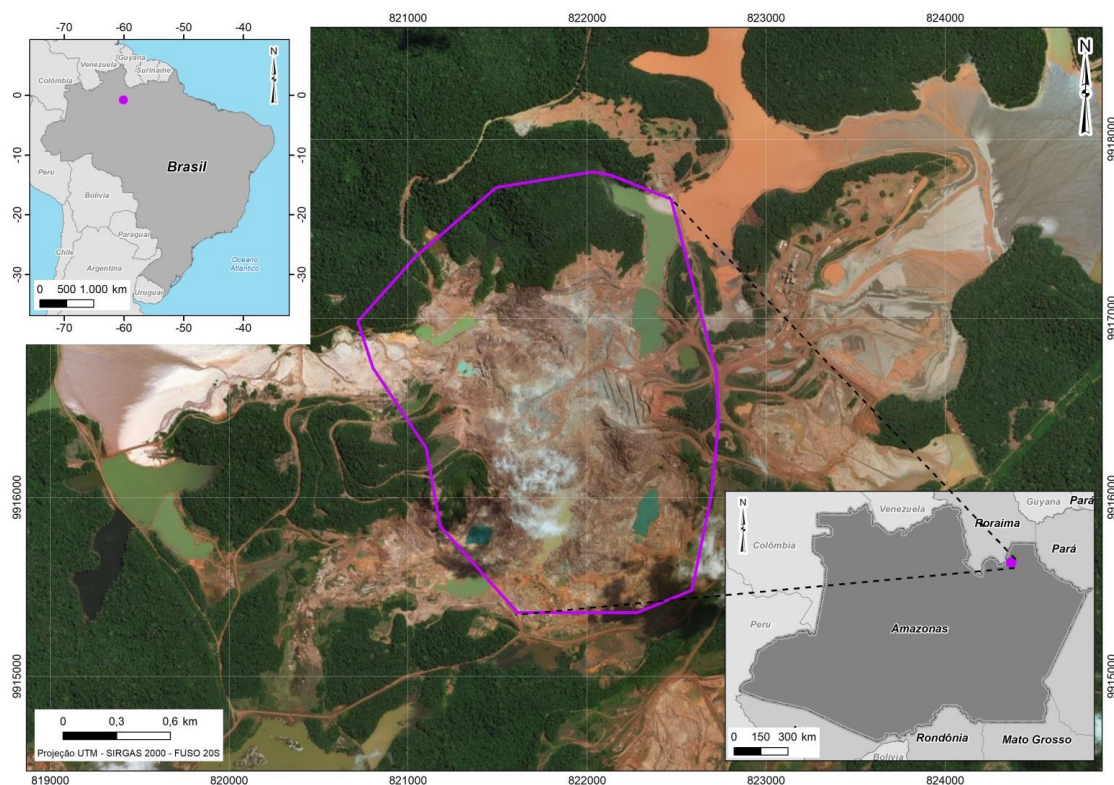 821000 822000 823000 824000
-70 -60 -50 -40
N
Guyana
Venezuela
Suriname
Colômbia
0
-10
-20
-30
0
-10
-20
-30
Brasil
Peru
Bolívia
Paraguai
Chile
Argentina
Uruguai
Oceano
Atlântico
0 500 1.000 km
-70 -60 -50 -40
N
9918000
9917000
9916000
9915000
9917000
9916000
9915000
N
Venezuela
Guyana
Pará
Roraima
Colômbia
Pará
Peru
Amazonas
Rondônia
Mato Grosso
Bolívia
0 150 300 km
0 0,3 0,6 km
Projeção UTM - SIRGAS 2000 - FUSO 20S
819000 820000 821000 822000 823000 824000